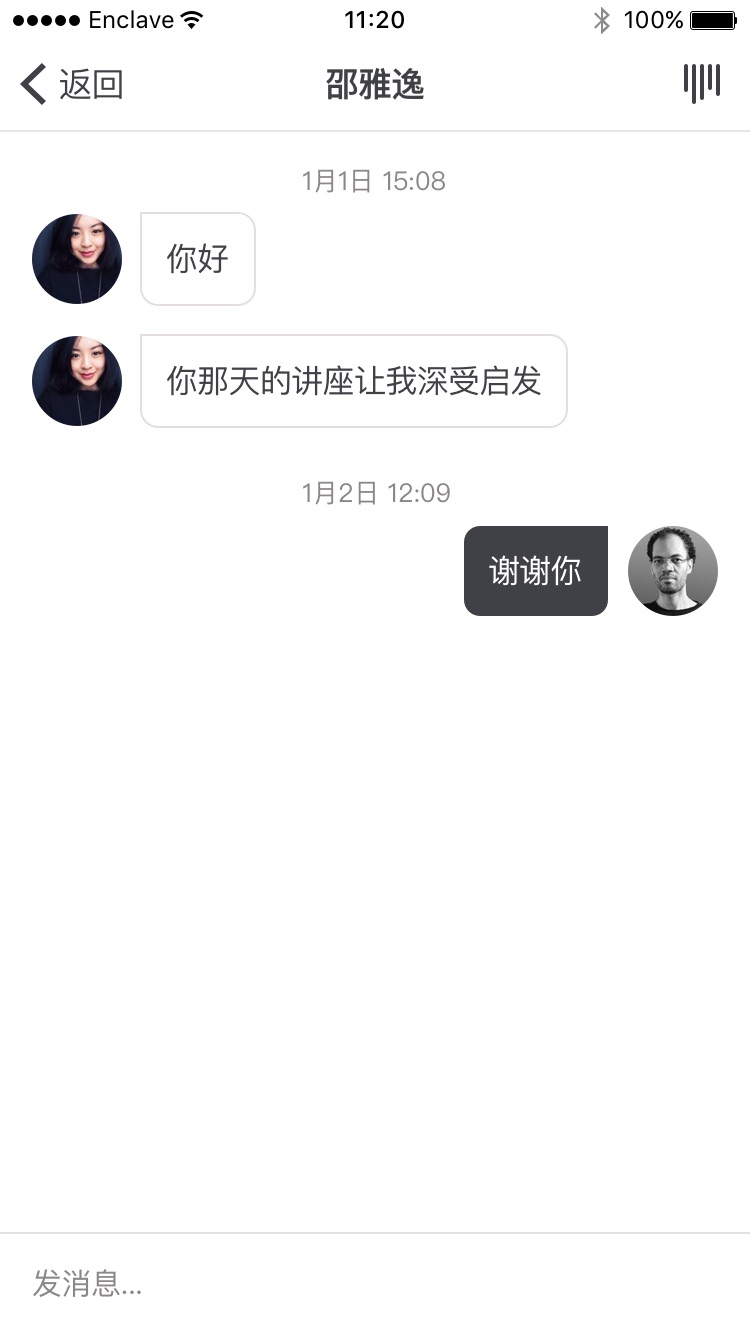 Enclave 11:20 100%
返回 邵雅逸
1月1日 15:08
你好
你那天的讲座让我深受启发
1月2日 12:09
谢谢你
发消息...